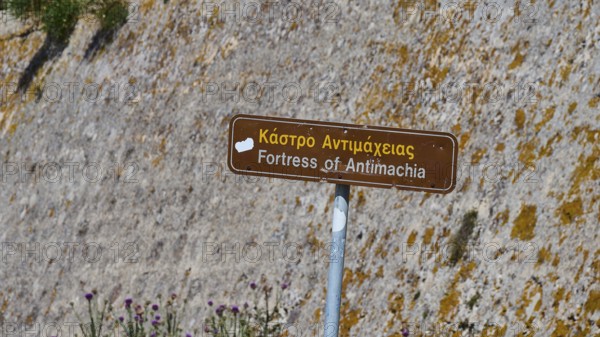 Κάστρο Αντιμάχειας
Fortress of Antimachia